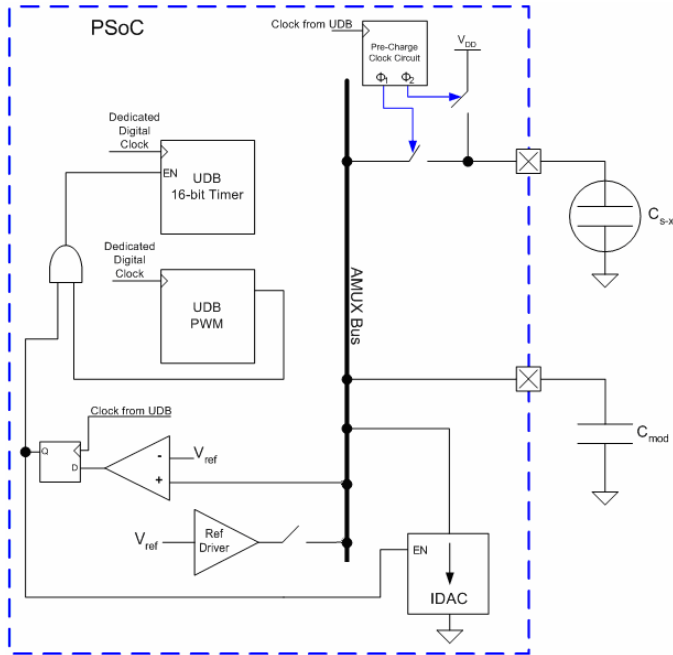 PSoC
Clock from UDB
Pre-Charge
Clock Circuit
Φ1 Φ2
VDD
Dedicated
Digital
Clock
EN
UDB
16-bit Timer
Cs-x
Dedicated
Digital
Clock
UDB
PWM
AMUX Bus
Clock from UDB
Q
D
-
+
Vref
Cmod
Vref
Ref
Driver
EN
IDAC